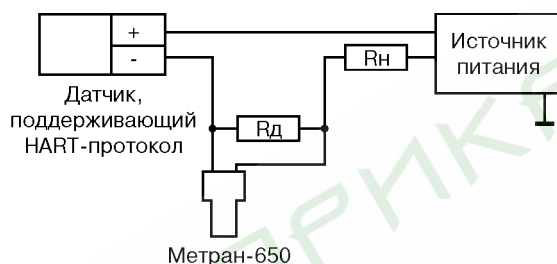 +
-
Rн
Источник
питания
Датчик,
поддерживающий
HART-протокол
Rд
Метран-650